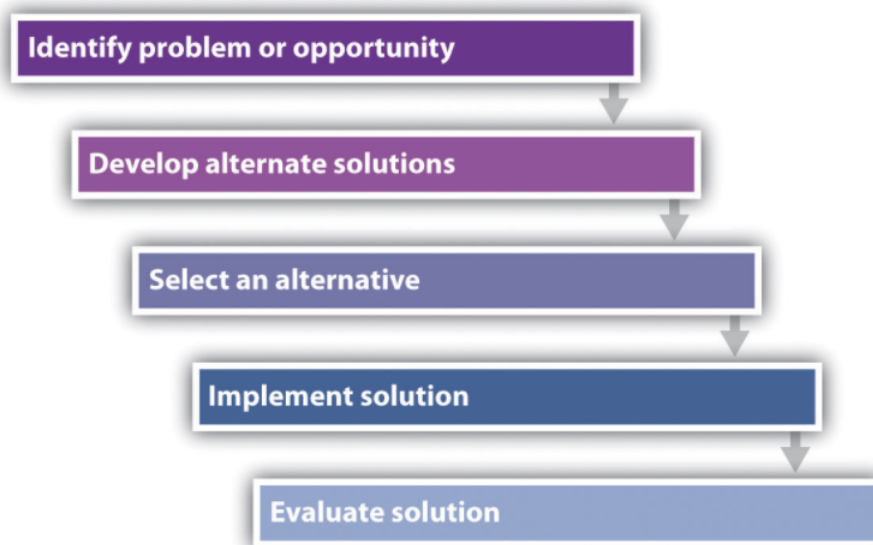 Identify problem or opportunity
Develop alternate solutions
Select an alternative
Implement solution
Evaluate solution